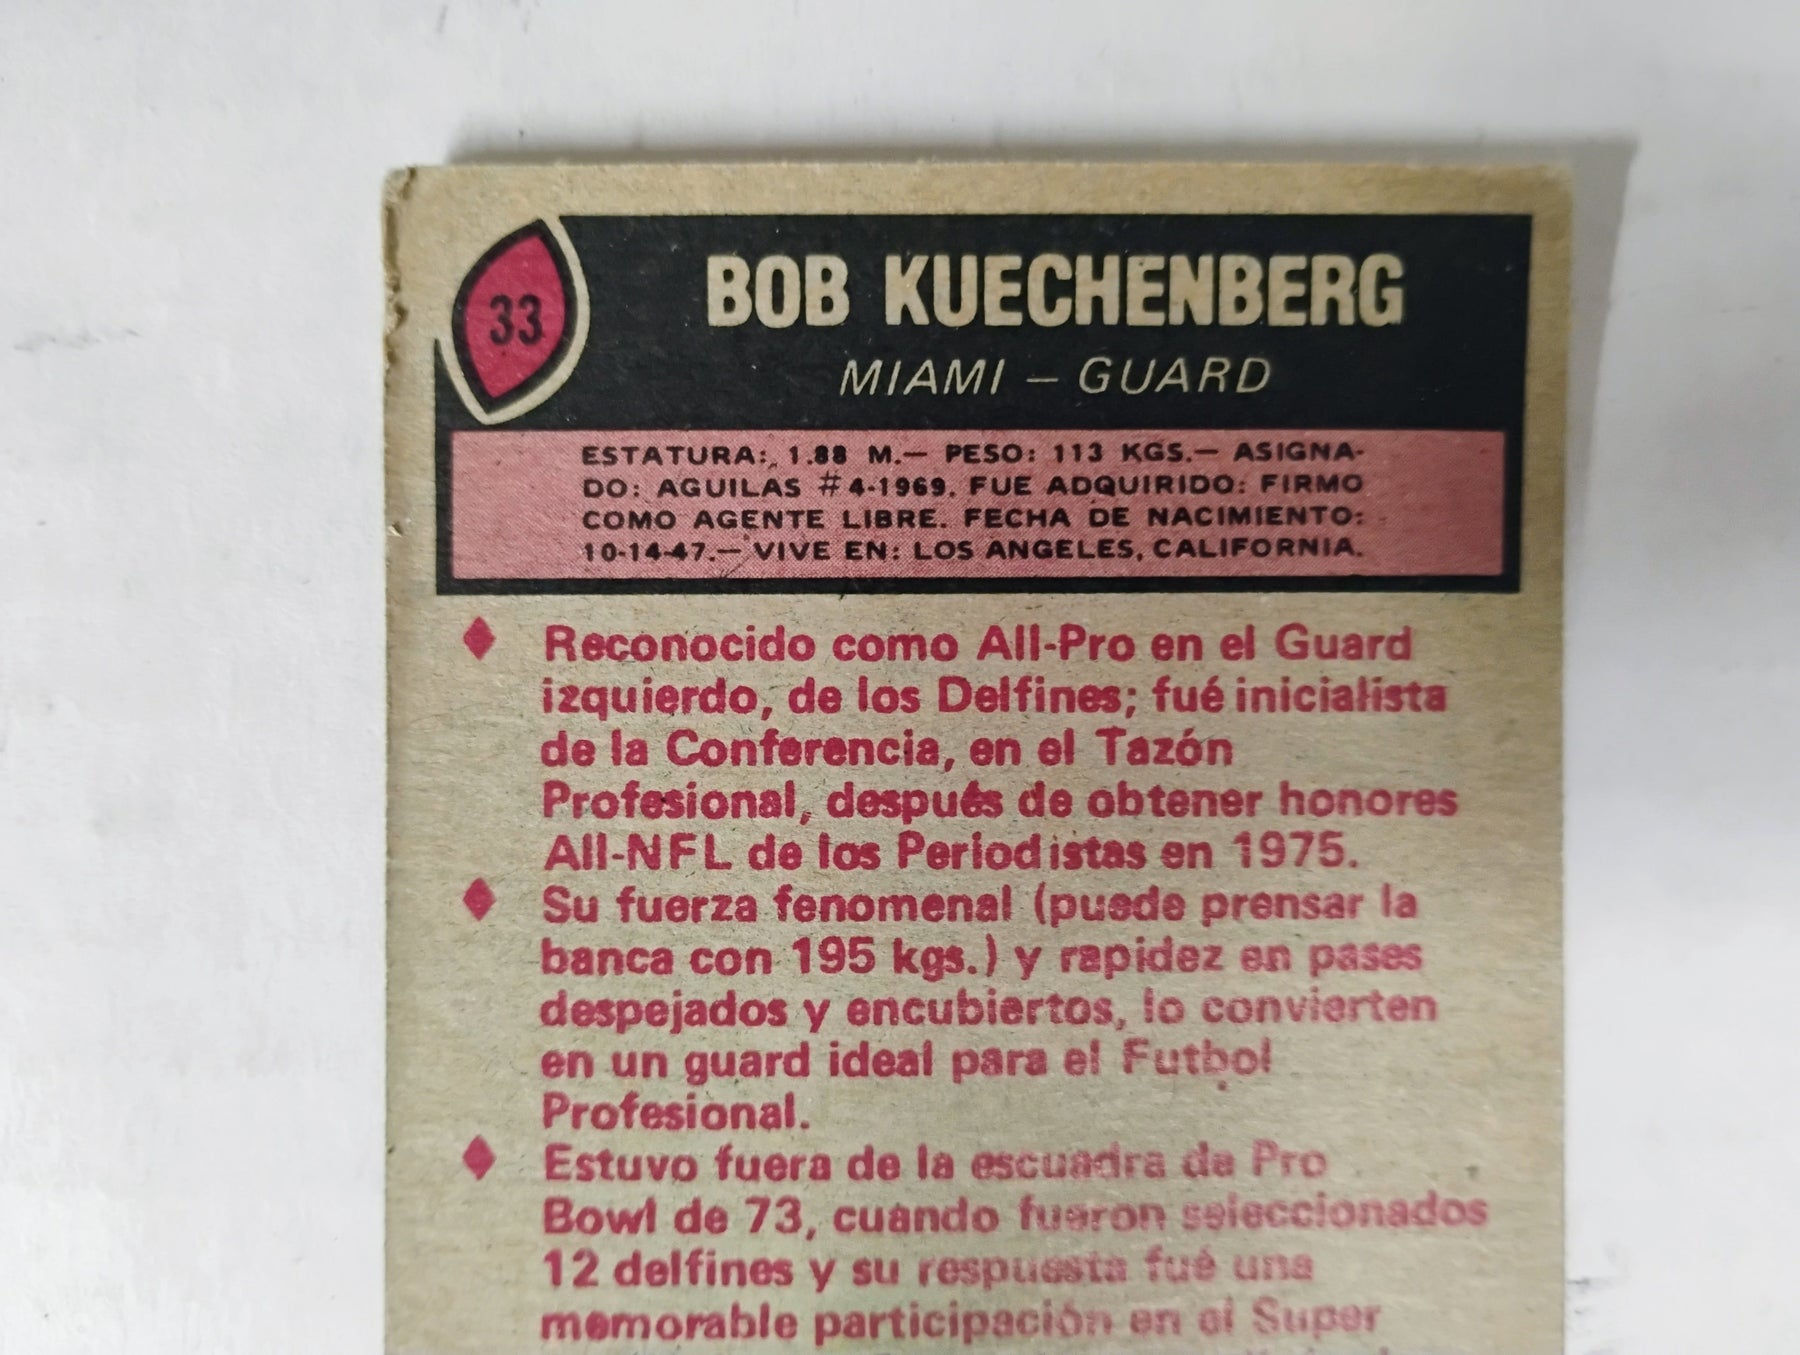 33
BOB KUECHENBERG
MIAMI – GUARD
ESTATURA: 1.88 M.— PESO: 113 KGS.— ASIGNA-
DO: AGUILAS #4-1969. FUE ADQUIRIDO: FIRMO
COMO AGENTE LIBRE. FECHA DE NACIMIENTO:
10-14-47.— VIVE EN: LOS ANGELES, CALIFORNIA.
♦ Reconocido como All-Pro en el Guard
izquierdo, de los Delfines; fué inicialista
de la Conferencia, en el Tazón
Profesional, después de obtener honores
All-NFL de los Periodistas en 1975.
♦ Su fuerza fenomenal (puede prensar la
banca con 195 kgs.) y rapidez en pases
despejados y encubiertos, lo convierten
en un guard ideal para el Futbol
Profesional.
♦ Estuvo fuera de la escuadra de Pro
Bowl de 73, cuando fueron seleccionados
12 delfines y su respuesta fué una
memorable participación en el Super